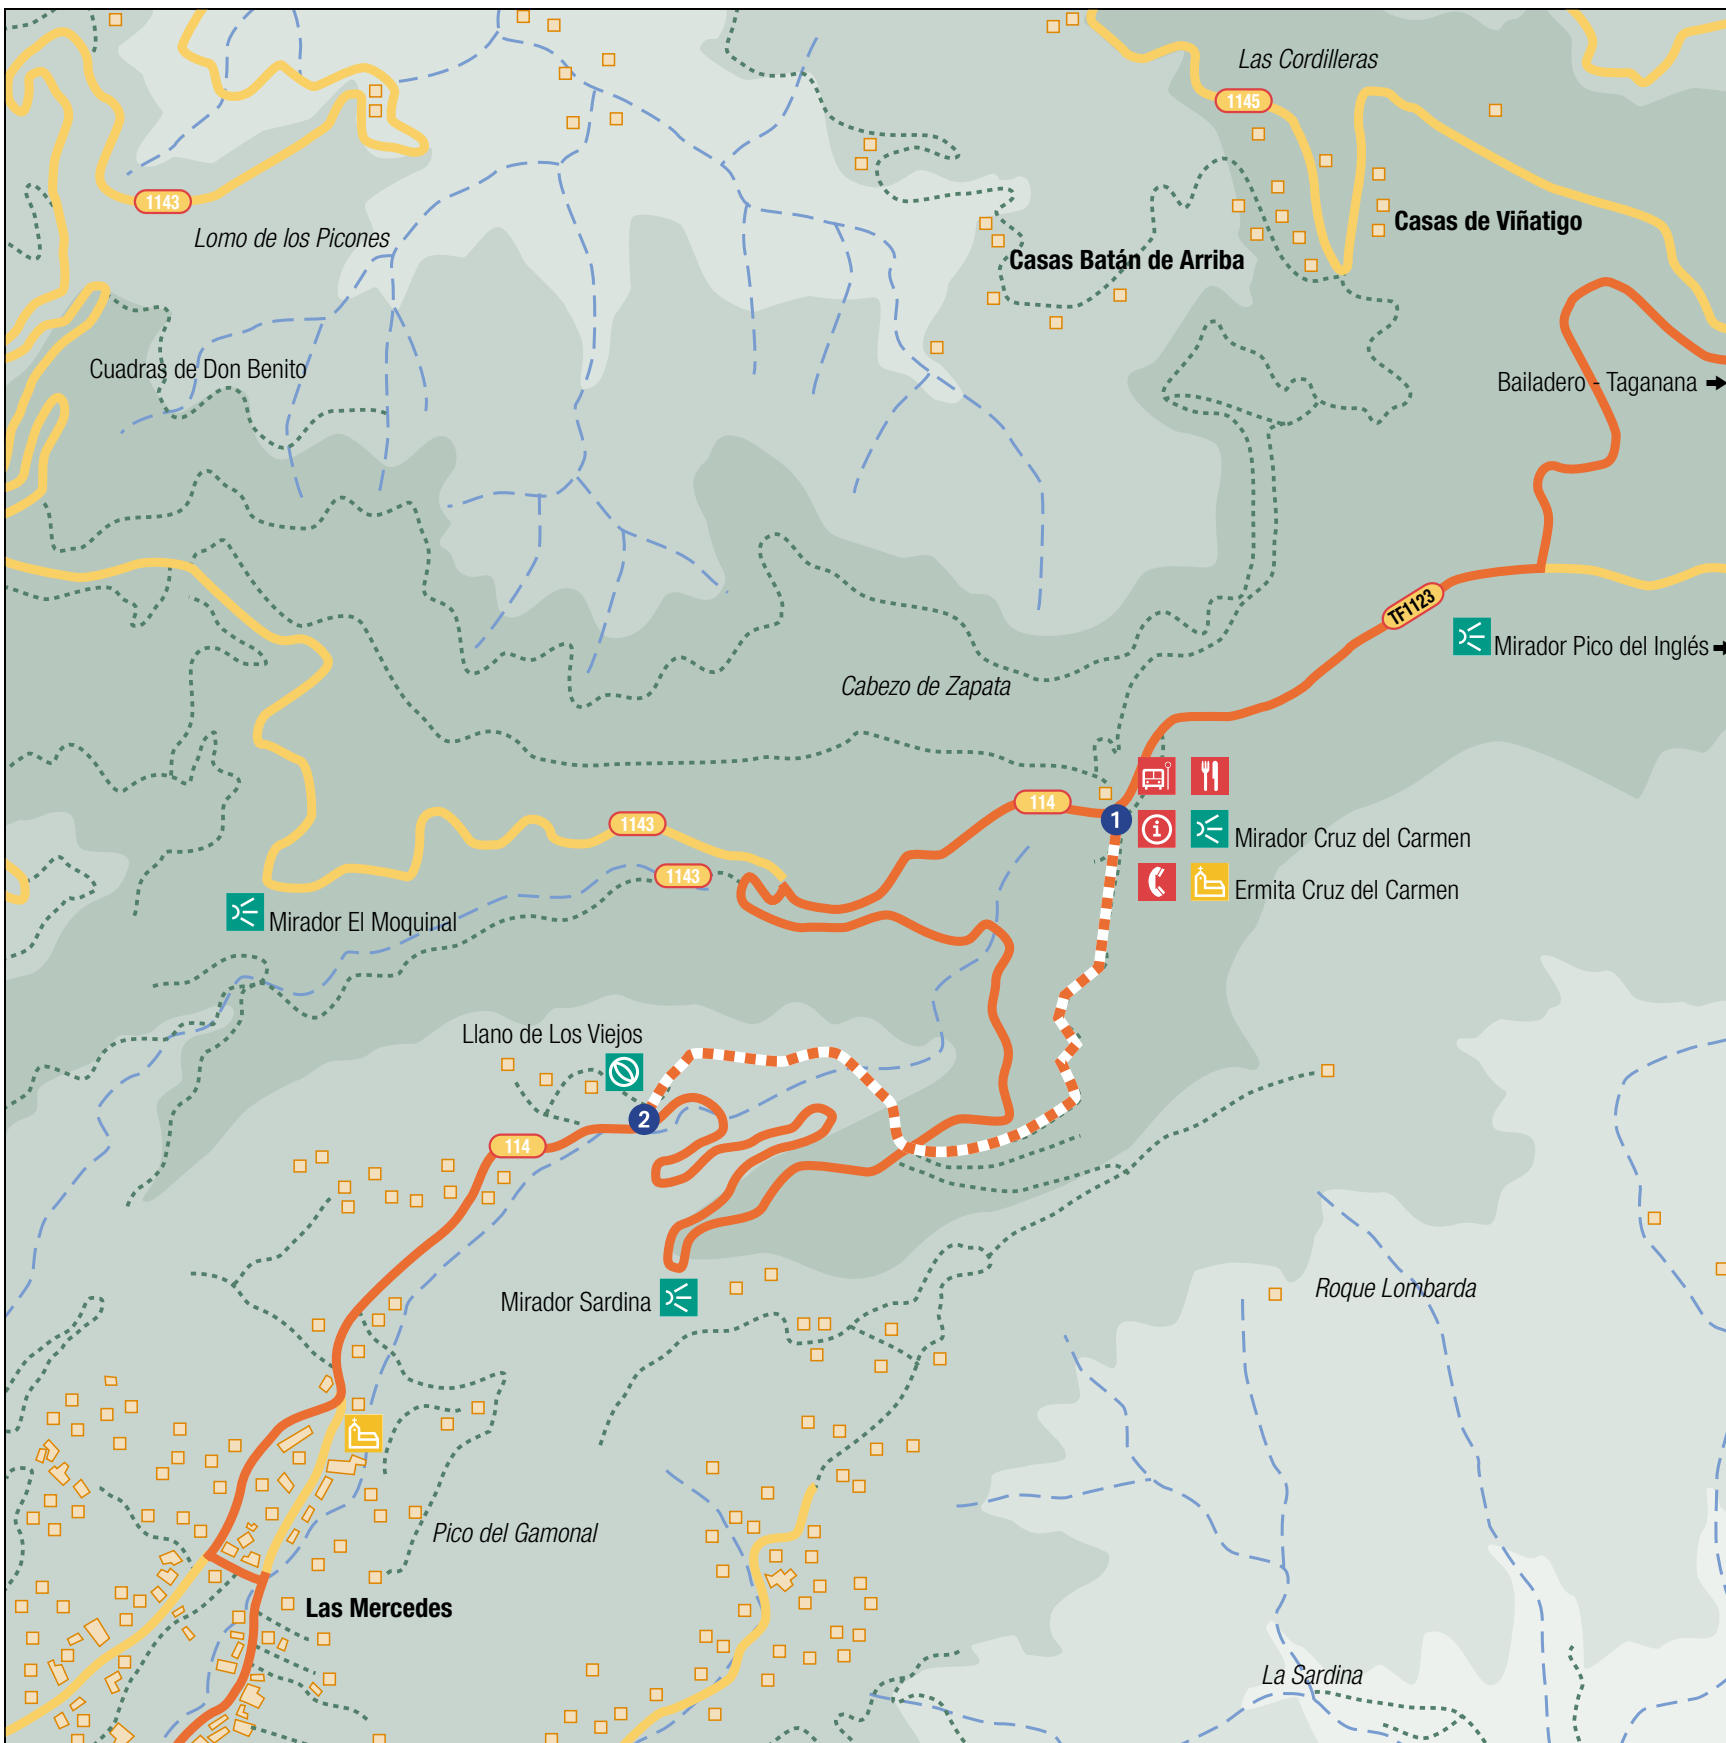 Las Cordilleras
1145
1143
Casas de Viñatigo
Lomo de los Picones
Casas Batán de Arriba
Cuadras de Don Benito
Bailadero - Taganana
TF1123
Mirador Pico del Inglés
Cabezo de Zapata
114
1
1143
Mirador Cruz del Carmen
1143
Ermita Cruz del Carmen
Mirador El Moquinal
Llano de Los Viejos
2
114
Roque Lombarda
Mirador Sardina
Pico del Gamonal
Las Mercedes
La Sardina